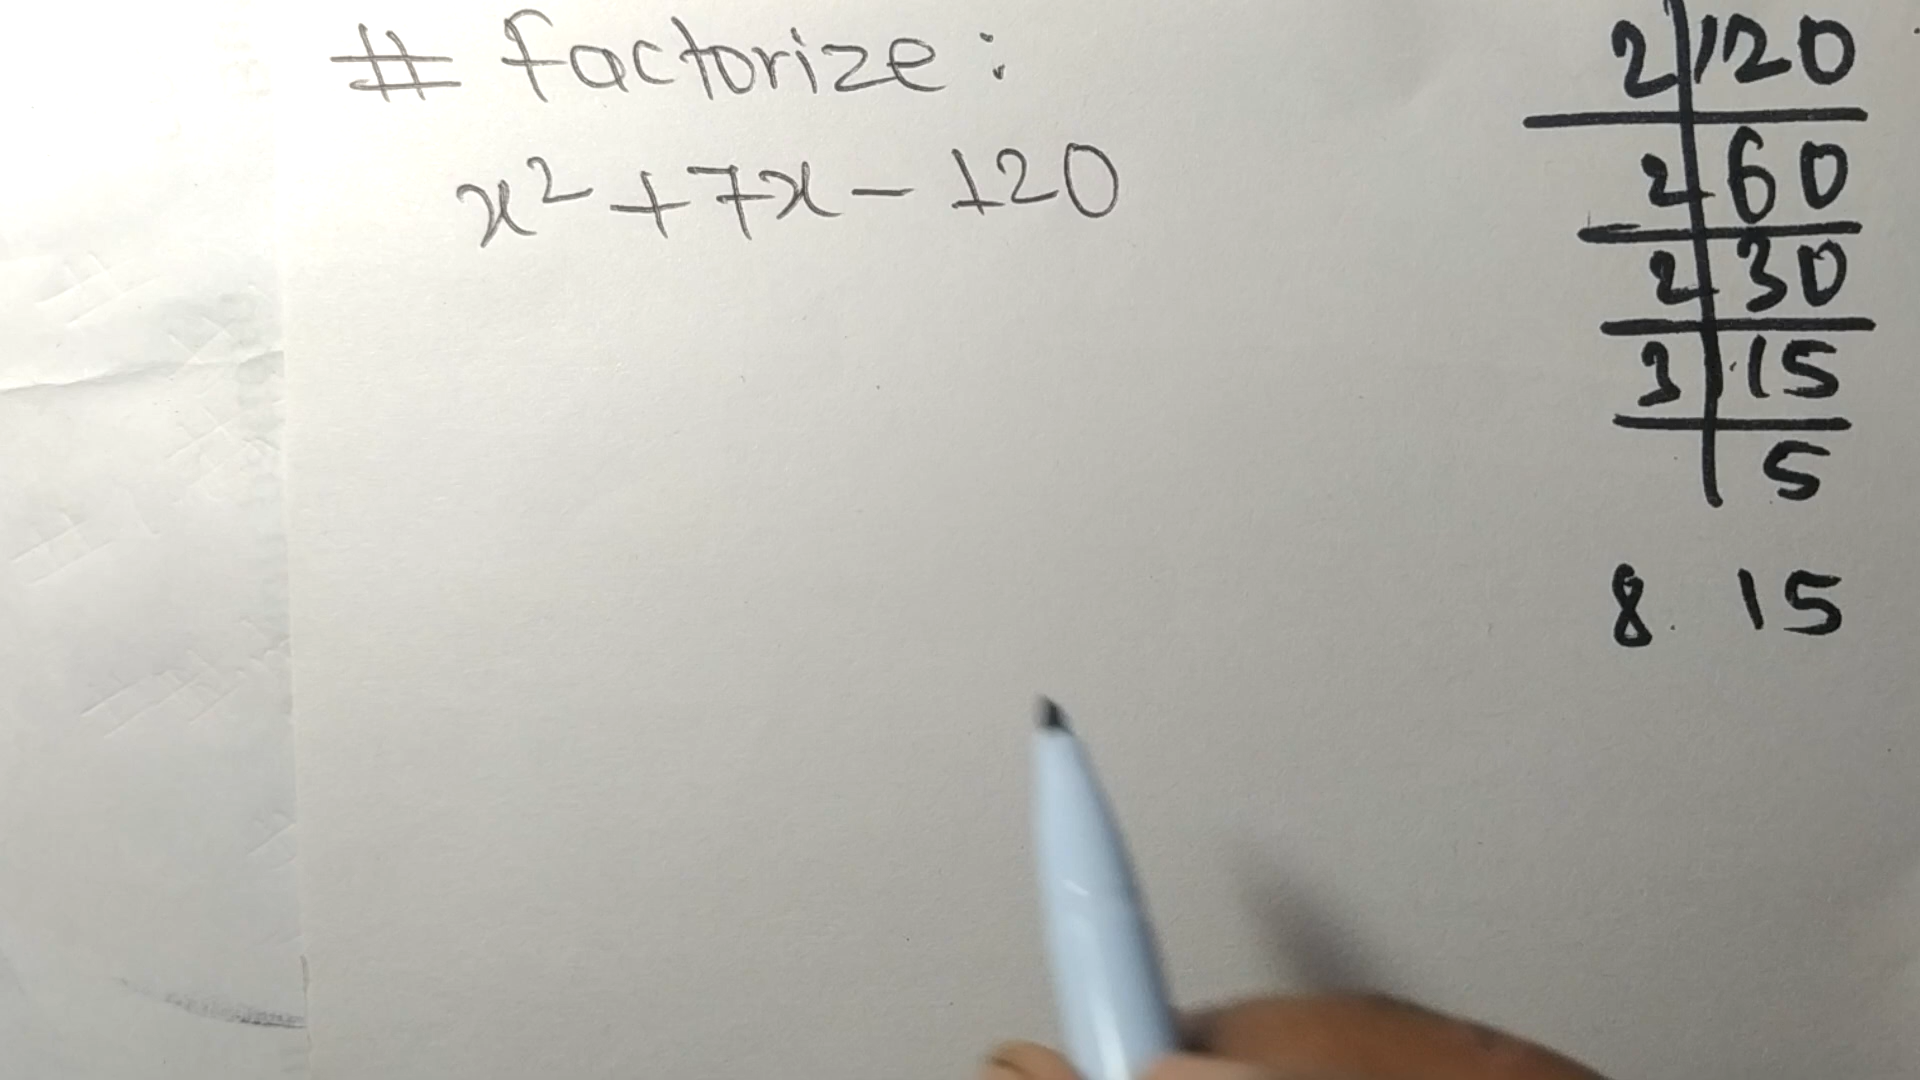 # factorize:
x² + 7x - 120
2 | 120
2 | 60
2 | 30
3 | 15
| 5
8. 15